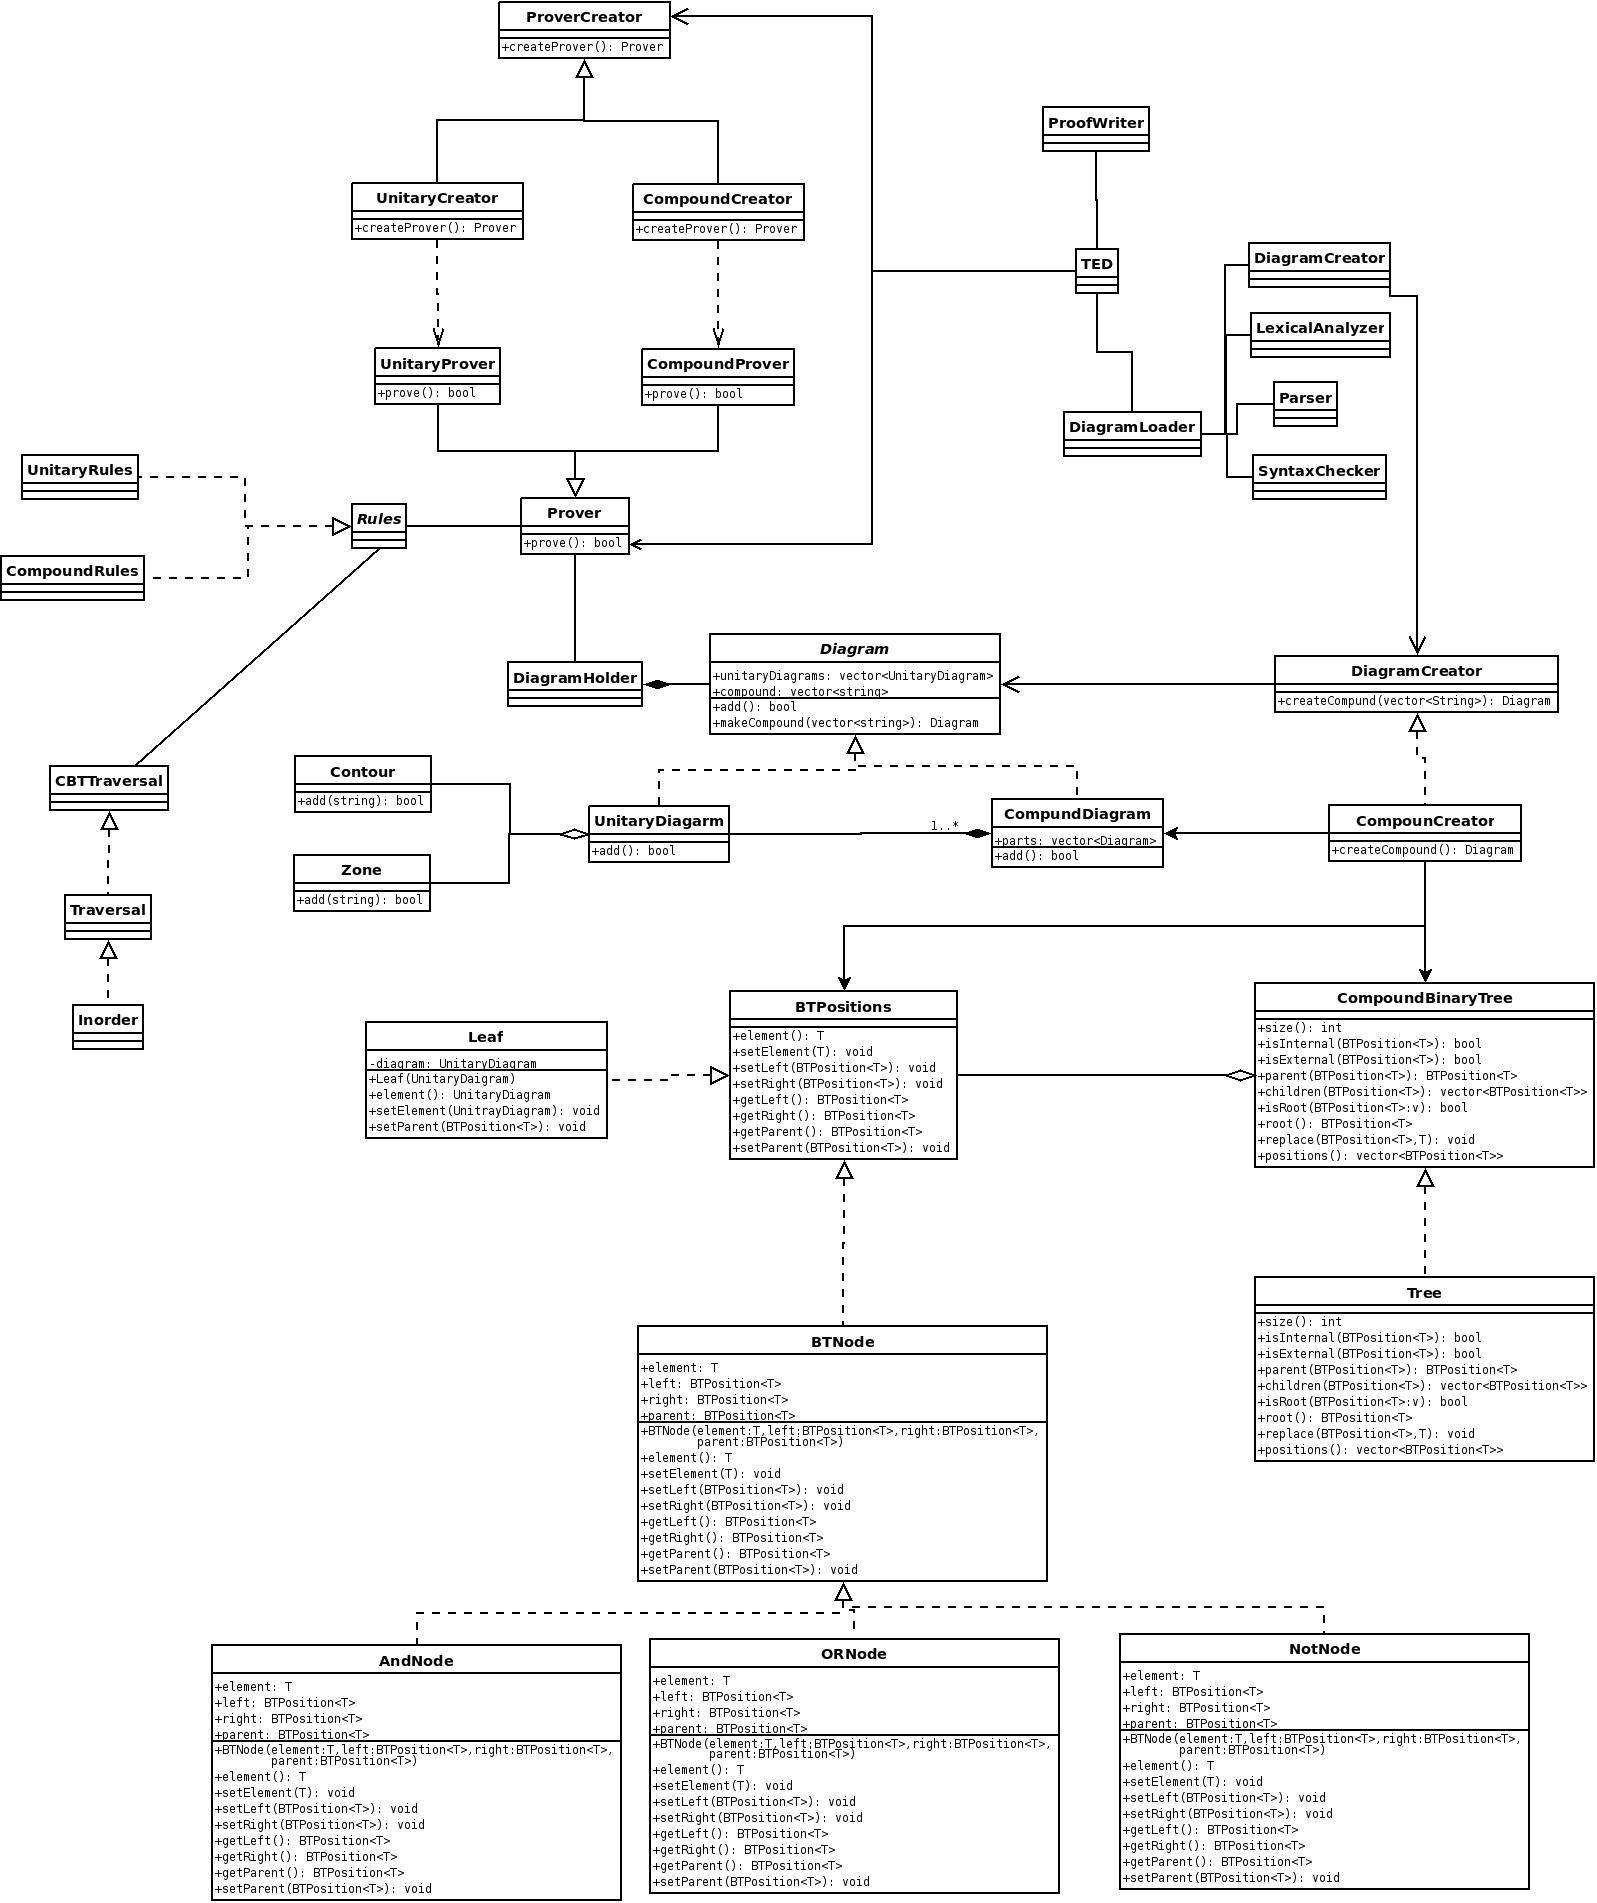 ProverCreator
+createProver(): Prover
ProofWriter
UnitaryCreator
+createProver(): Prover
CompoundCreator
+createProver(): Prover
TED
DiagramCreator
LexicalAnalyzer
UnitaryProver
+prove(): bool
CompoundProver
+prove(): bool
Parser
DiagramLoader
SyntaxChecker
UnitaryRules
Rules
Prover
+prove(): bool
CompoundRules
DiagramHolder
Diagram
+unitaryDiagrams: vector<UnitaryDiagram>
+compound: vector<string>
+add(): bool
+makeCompound(vector<string>): Diagram
DiagramCreator
+createCompund(vector<String>): Diagram
CBTTraversal
Contour
+add(string): bool
UnitaryDiagarm
+add(): bool
1..*
CompundDiagram
+parts: vector<Diagram>
+add(): bool
CompounCreator
+createCompound(): Diagram
Zone
+add(string): bool
Traversal
Inorder
Leaf
-diagram: UnitaryDiagram
+Leaf(UnitaryDaigram)
+element(): UnitaryDiagram
+setElement(UnitrayDiagram): void
+setParent(BTPosition<T>): void
BTPositions
+element(): T
+setElement(T): void
+setLeft(BTPosition<T>): void
+setRight(BTPosition<T>): void
+getLeft(): BTPosition<T>
+getRight(): BTPosition<T>
+getParent(): BTPosition<T>
+setParent(BTPosition<T>): void
CompoundBinaryTree
+size(): int
+isInternal(BTPosition<T>): bool
+isExternal(BTPosition<T>): bool
+parent(BTPosition<T>): BTPosition<T>
+children(BTPosition<T>): vector<BTPosition<T>>
+isRoot(BTPosition<T>:v): bool
+root(): BTPosition<T>
+replace(BTPosition<T>,T): void
+positions(): vector<BTPosition<T>>
Tree
+size(): int
+isInternal(BTPosition<T>): bool
+isExternal(BTPosition<T>): bool
+parent(BTPosition<T>): BTPosition<T>
+children(BTPosition<T>): vector<BTPosition<T>>
+isRoot(BTPosition<T>:v): bool
+root(): BTPosition<T>
+replace(BTPosition<T>,T): void
+positions(): vector<BTPosition<T>>
BTNode
+element: T
+left: BTPosition<T>
+right: BTPosition<T>
+parent: BTPosition<T>
+BTNode(element:T,left:BTPosition<T>,right:BTPosition<T>,
parent:BTPosition<T>)
+element(): T
+setElement(T): void
+setLeft(BTPosition<T>): void
+setRight(BTPosition<T>): void
+getLeft(): BTPosition<T>
+getRight(): BTPosition<T>
+getParent(): BTPosition<T>
+setParent(BTPosition<T>): void
AndNode
+element: T
+left: BTPosition<T>
+right: BTPosition<T>
+parent: BTPosition<T>
+BTNode(element:T,left:BTPosition<T>,right:BTPosition<T>,
parent:BTPosition<T>)
+element(): T
+setElement(T): void
+setLeft(BTPosition<T>): void
+setRight(BTPosition<T>): void
+getLeft(): BTPosition<T>
+getRight(): BTPosition<T>
+getParent(): BTPosition<T>
+setParent(BTPosition<T>): void
ORNode
+element: T
+left: BTPosition<T>
+right: BTPosition<T>
+parent: BTPosition<T>
+BTNode(element:T,left:BTPosition<T>,right:BTPosition<T>,
parent:BTPosition<T>)
+element(): T
+setElement(T): void
+setLeft(BTPosition<T>): void
+setRight(BTPosition<T>): void
+getLeft(): BTPosition<T>
+getRight(): BTPosition<T>
+getParent(): BTPosition<T>
+setParent(BTPosition<T>): void
NotNode
+element: T
+left: BTPosition<T>
+right: BTPosition<T>
+parent: BTPosition<T>
+BTNode(element:T,left:BTPosition<T>,right:BTPosition<T>,
parent:BTPosition<T>)
+element(): T
+setElement(T): void
+setLeft(BTPosition<T>): void
+setRight(BTPosition<T>): void
+getLeft(): BTPosition<T>
+getRight(): BTPosition<T>
+getParent(): BTPosition<T>
+setParent(BTPosition<T>): void